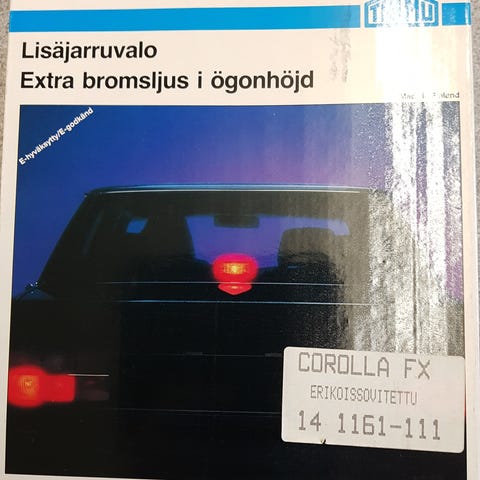 Lisäjarruvalo
Extra bromsljus i ögonhöjd
E-hyväksytty/E-godkänd
COROLLA FX
ERIKOISSOVITETTU
14 1161-111